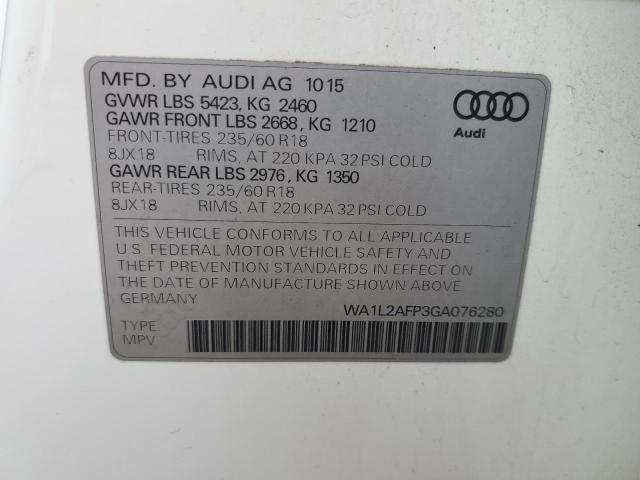 MFD. BY AUDI AG 10 15
GVWR LBS 5423, KG 2460
GAWR FRONT LBS 2668, KG 1210
FRONT-TIRES 235/60 R18
8JX18 RIMS, AT 220 KPA 32 PSI COLD
GAWR REAR LBS 2976, KG 1350
REAR-TIRES 235/60 R18
8JX18 RIMS, AT 220 KPA 32 PSI COLD
Audi
THIS VEHICLE CONFORMS TO ALL APPLICABLE
U.S. FEDERAL MOTOR VEHICLE SAFETY AND
THEFT PREVENTION STANDARDS IN EFFECT ON
THE DATE OF MANUFACTURE SHOWN ABOVE
GERMANY WA1L2AFP3GA076280
TYPE
MPV